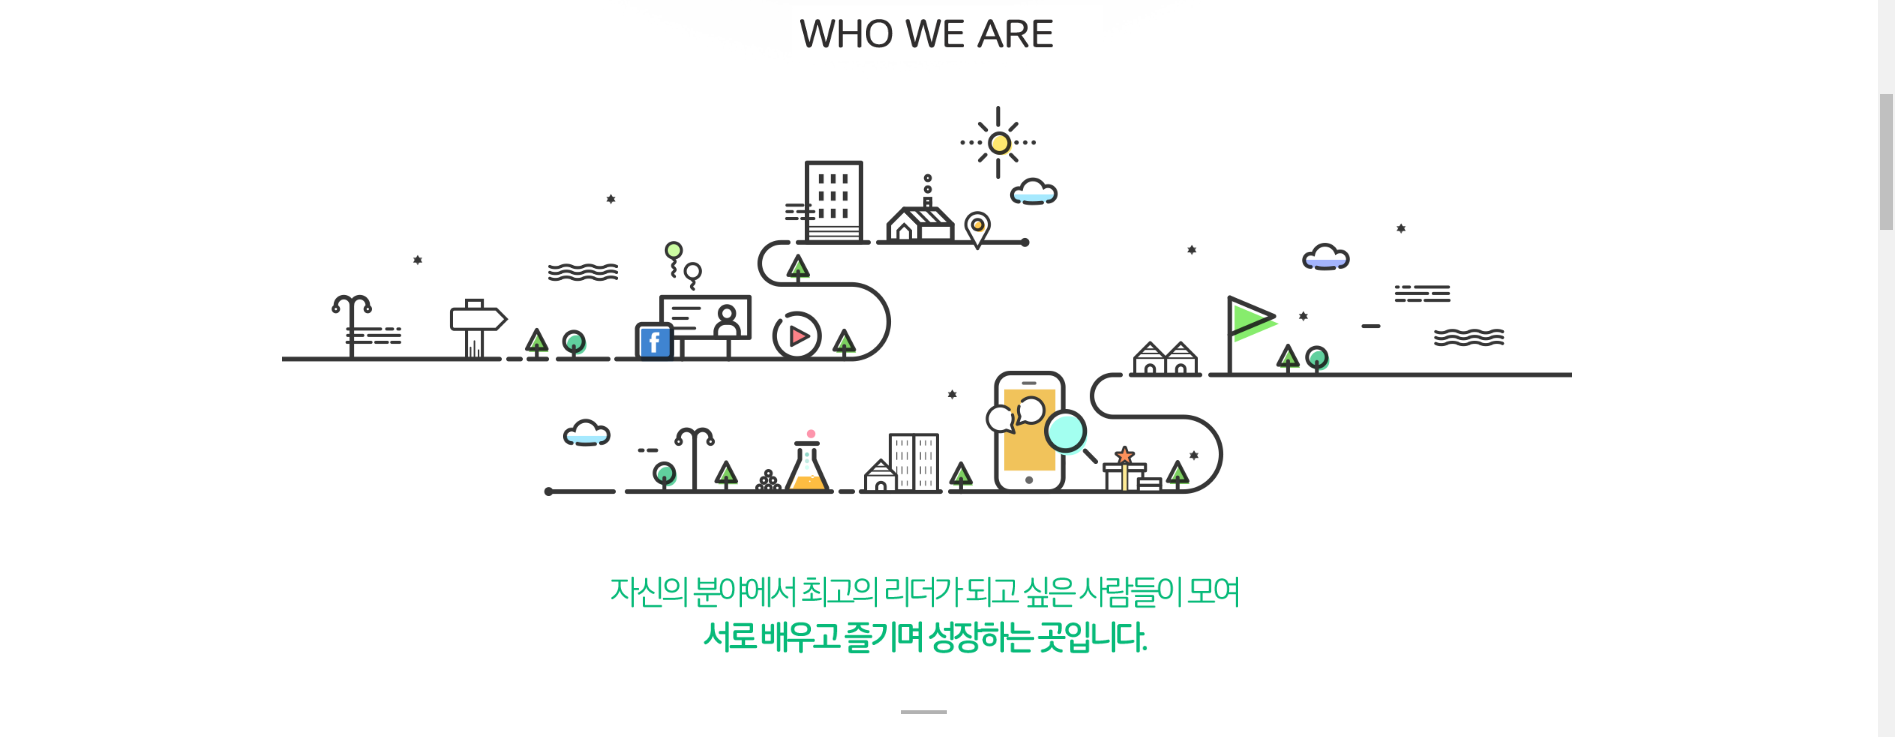 WHO WE ARE
f
자신의 분야에서 최고의 리더가 되고 싶은 사람들이 모여
서로 배우고 즐기며 성장하는 곳입니다.